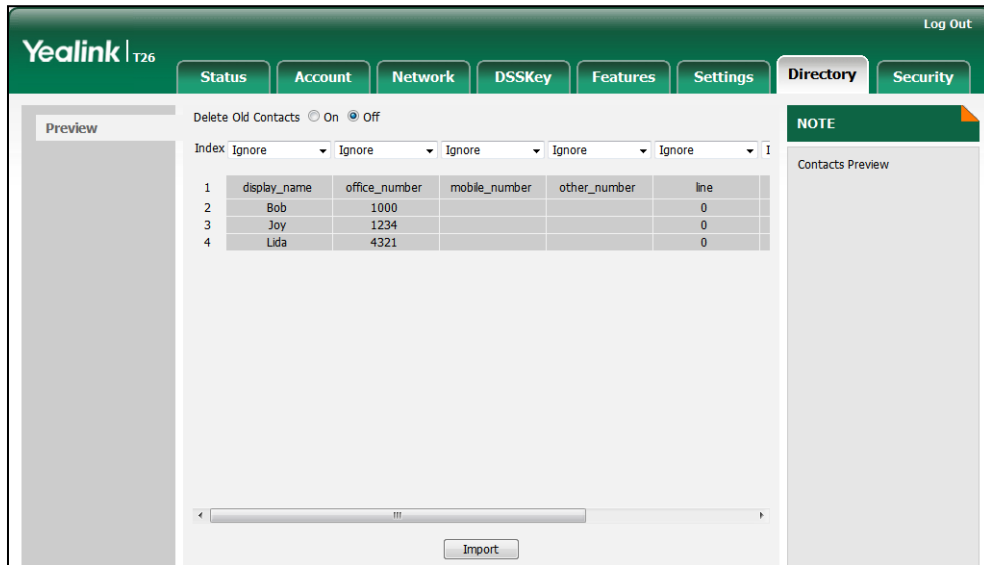 Log Out
Yealink | T26
Status Account Network DSSKey Features Settings Directory Security
Preview
Delete Old Contacts On Off
NOTE
Index Ignore Ignore Ignore Ignore Ignore I
Contacts Preview
1 display_name office_number mobile_number other_number line
2 Bob 1000 0
3 Joy 1234 0
4 Lida 4321 0
Import